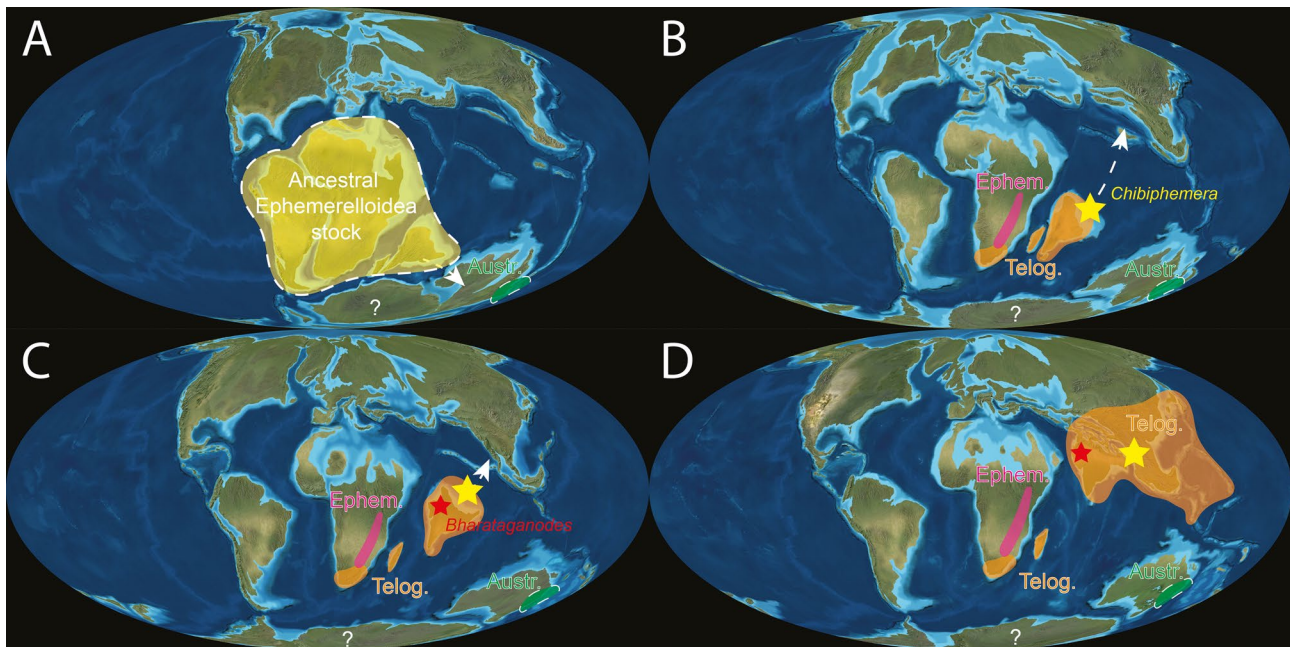 A
Ancestral
Ephemerelloidea
stock
Austr.
?
B
Ephem.
Chibiphemera
Telog.
Austr.
?
C
Ephem.
Bharataganodes
Telog.
Austr.
?
D
Telog.
Ephem.
Telog.
Austr.
?